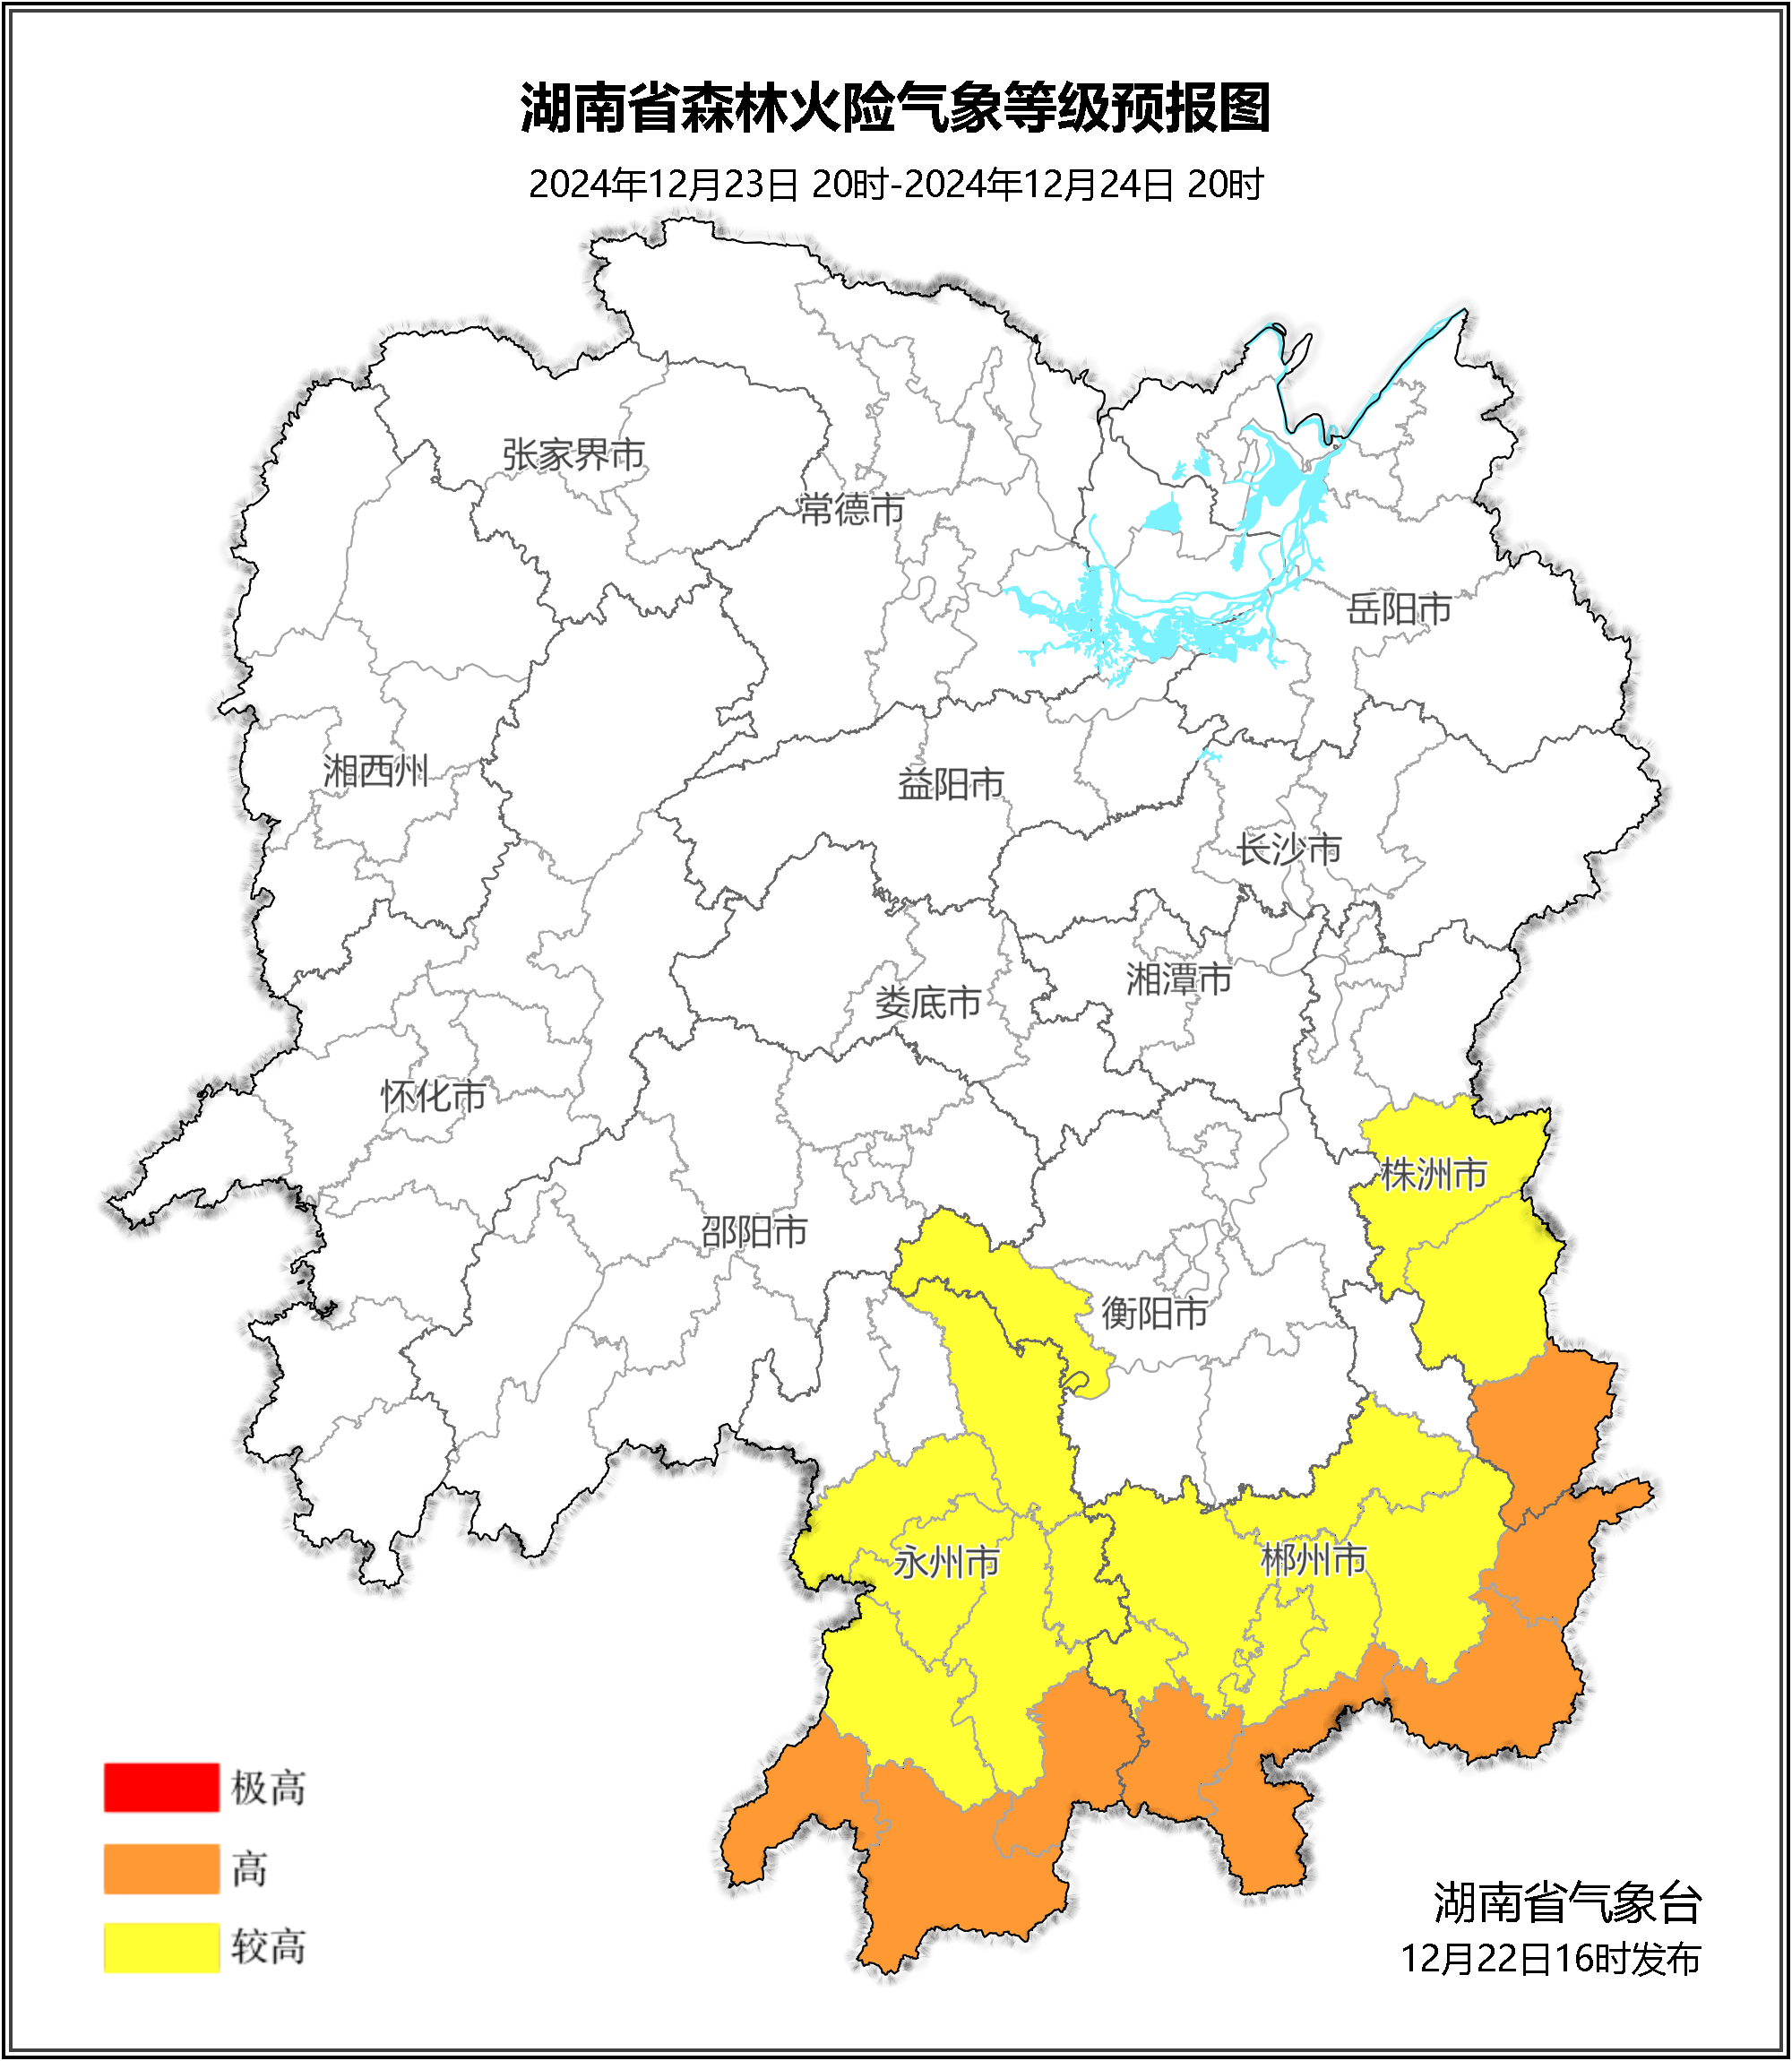 湖南省森林火险气象等级预报图
2024年12月23日 20时-2024年12月24日 20时
张家界市
常德市
岳阳市
湘西州
益阳市
长沙市
湘潭市
娄底市
怀化市
株洲市
邵阳市
衡阳市
永州市
郴州市
极高
高
较高
湖南省气象台
12月22日16时发布